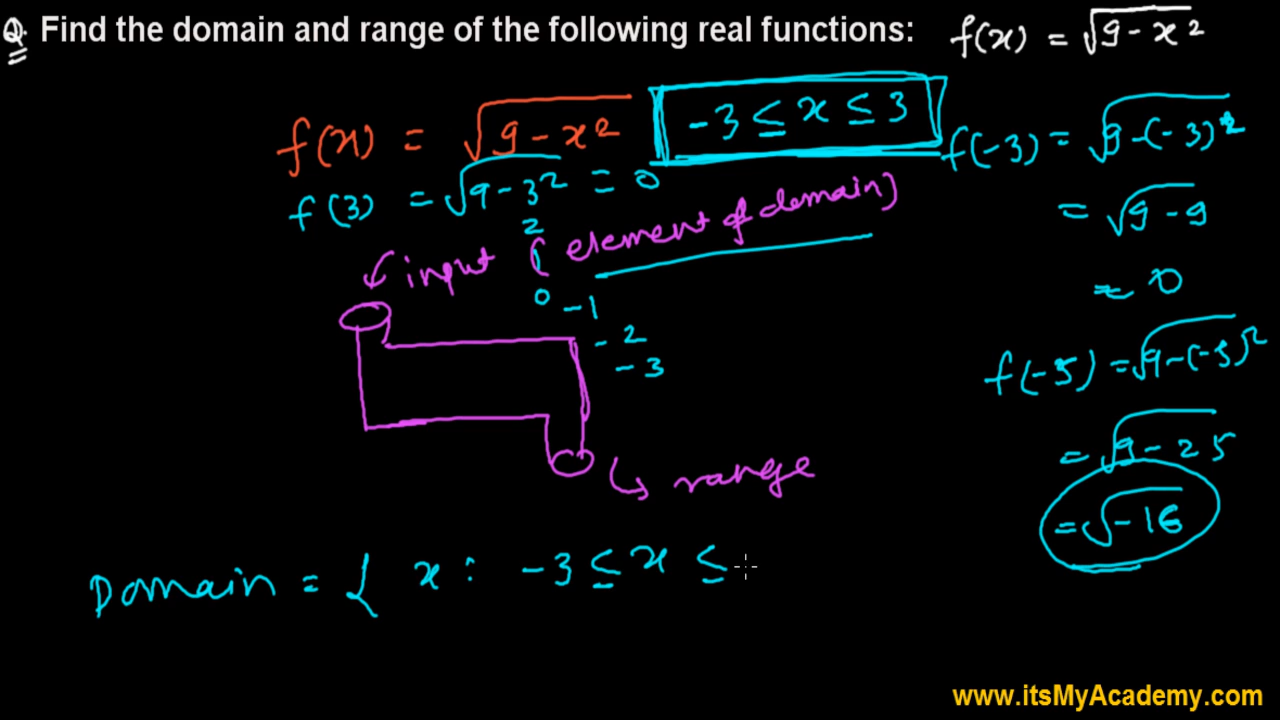 Q. Find the domain and range of the following real functions: f(x) = √9 - x²
f(x) = √9 - x²
-3 ≤ x ≤ 3
f(3) = √9 - 3² = 0
input (element of domain)
2
1
0 -1
- 2
- 3
range
f(-3) = √9 - (-3)²
= √9 - 9
= 0
f(-5) = √9 - (-5)²
= √9 - 25
= √-16
Domain = { x : -3 ≤ x ≤
www.itsMyAcademy.com